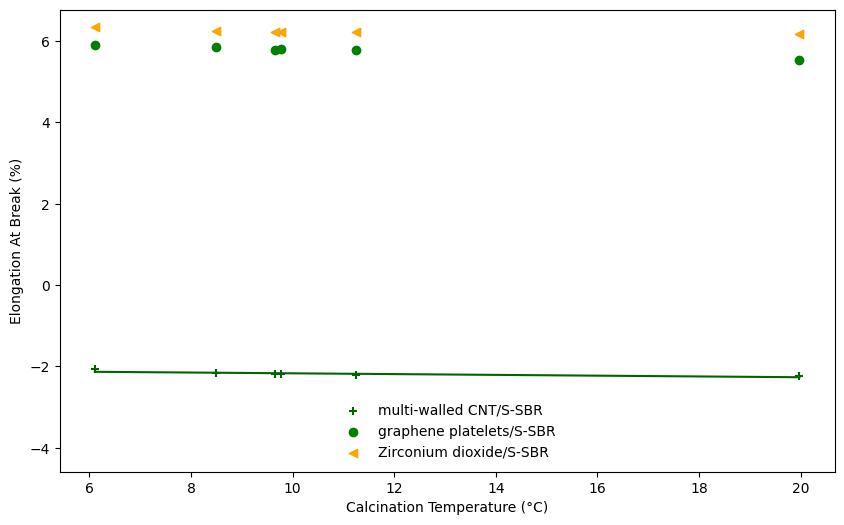 6
4
2
0
−2
−4
Elongation At Break (%)
multi-walled CNT/S-SBR
graphene platelets/S-SBR
Zirconium dioxide/S-SBR
6 8 10 12 14 16 18 20
Calcination Temperature (°C)